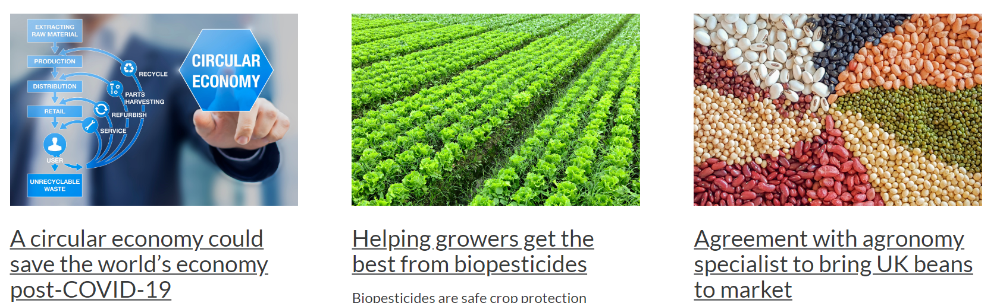 EXTRACTING
RAW MATERIAL
PRODUCTION
DISTRIBUTION
RETAIL
USER
UNRECYCLABLE
WASTE
RECYCLE
PARTS
HARVESTING
REFURBISH
SERVICE
CIRCULAR
ECONOMY
A circular economy could
save the world’s economy
post-COVID-19
Helping growers get the
best from biopesticides
Biopesticides are safe crop protection
Agreement with agronomy
specialist to bring UK beans
to market